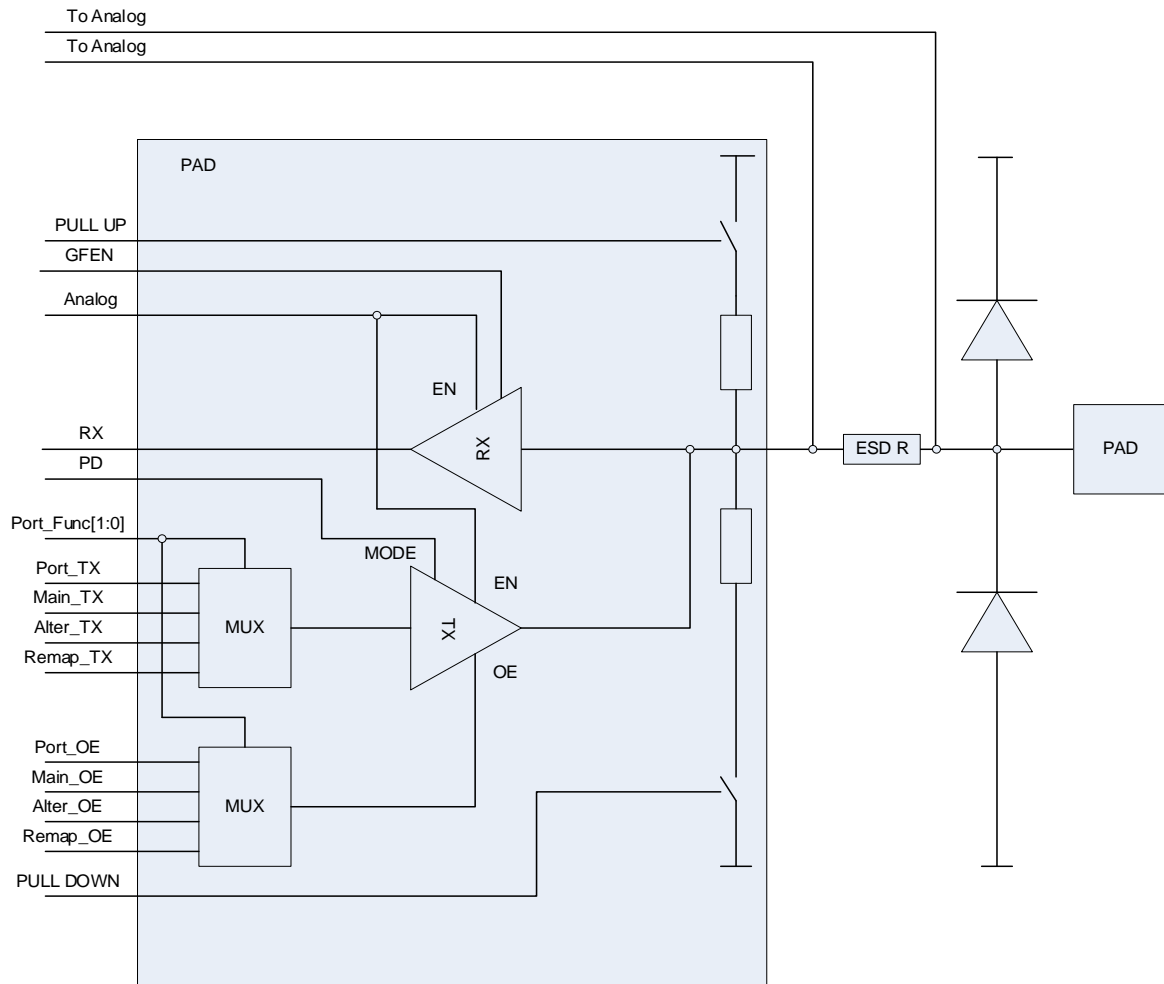 To Analog
To Analog
PAD
PULL UP
GFEN
Analog
EN
RX
RX
ESD R
PAD
PD
Port_Func[1:0]
MODE
EN
Port_TX
Main_TX
Alter_TX
Remap_TX
MUX
TX
OE
Port_OE
Main_OE
Alter_OE
Remap_OE
MUX
PULL DOWN